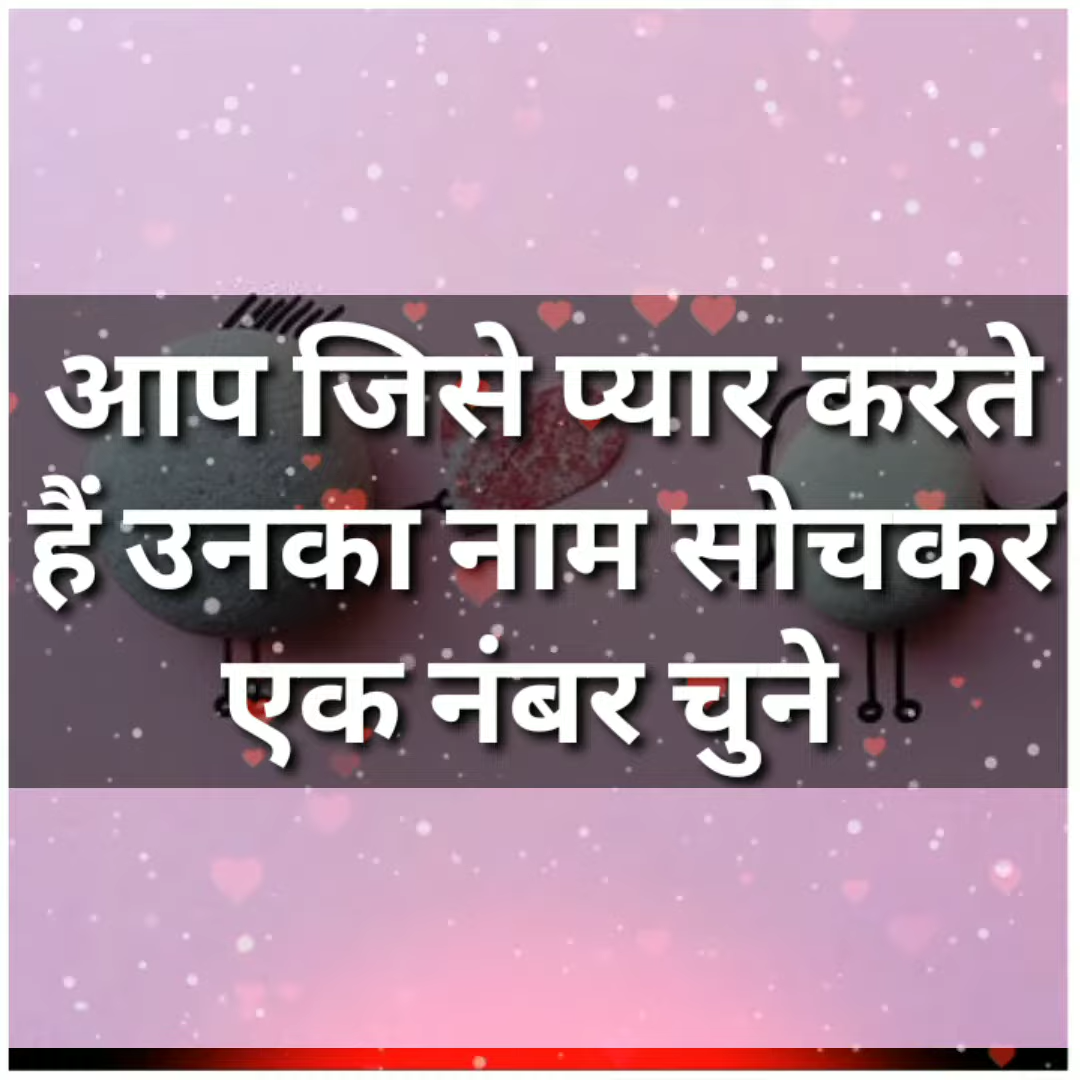 आप जिसे प्यार करते
हैं उनका नाम सोचकर
एक नंबर चुने